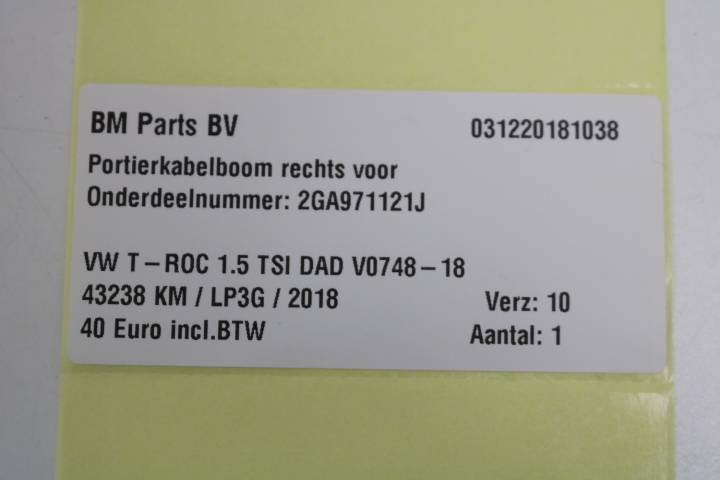 BM Parts BV 031220181038
Portierkabelboom rechts voor
Onderdeelnummer: 2GA971121J
VW T-ROC 1.5 TSI DAD V0748-18
43238 KM / LP3G / 2018 Verz: 10
40 Euro incl.BTW Aantal: 1